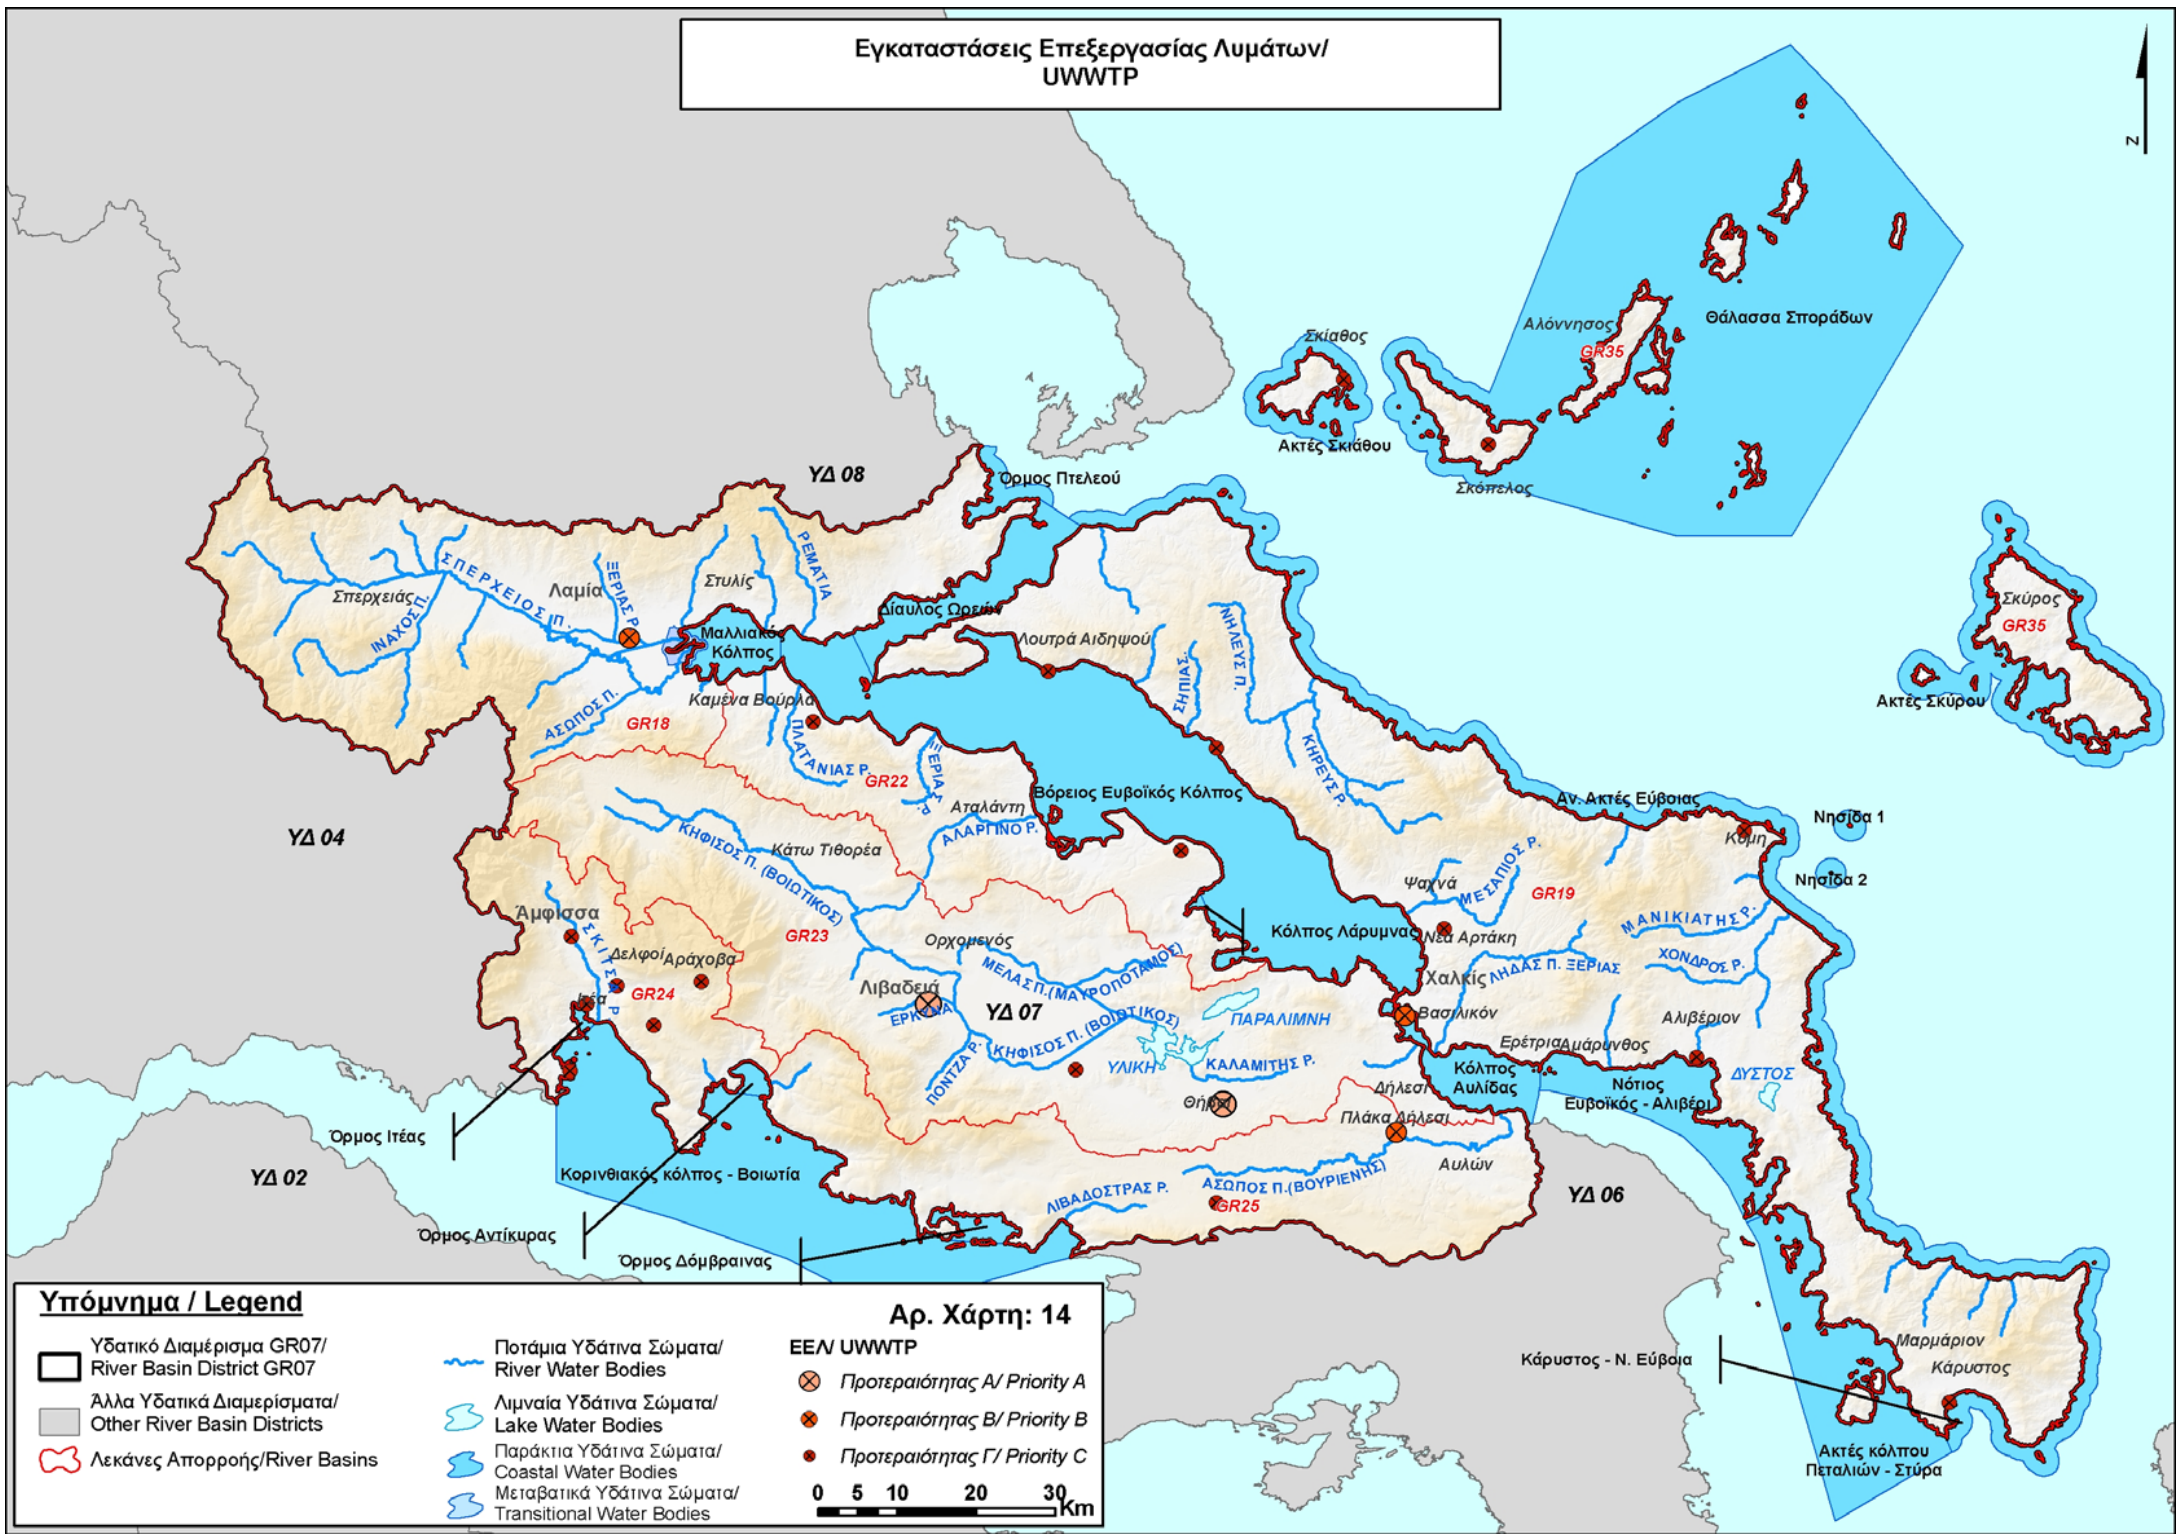 Εγκαταστάσεις Επεξεργασίας Λυμάτων/
UWWTP
Z
Θάλασσα Σποράδων
Αλόννησος
GR35
Σκίαθος
Ακτές Σκιάθου
Σκόπελος
ΥΔ 08
Όρμος Πτελεού
ΣΠΕΡΧΕΙΟΣ Π.
Λαμία
ΞΕΡΙΑΣ Ρ.
Στυλίς
ΡΕΜΑΤΙΑ
Σπερχειάς
ΙΝΑΧΟΣ Π.
Δίαυλος Ωρεών
Μαλλιακός
Κόλπος
Λουτρά Αιδηψού
ΣΗΠΙΑΣ.
ΝΗΛΕΥΣ Π.
Σκύρος
GR35
Ακτές Σκύρου
Καμένα Βούρλα
ΑΣΩΠΟΣ Π.
GR18
ΠΛΑΤΑΝΙΑΣ Ρ.
GR22
ΞΕΡΙΑΣ Ρ.
ΚΗΡΕΥΣ Ρ.
Βόρειος Ευβοϊκός Κόλπος
Αν. Ακτές Εύβοιας
Αταλάντη
ΑΛΑΡΓΙΝΟ Ρ.
Νησίδα 1
Κύμη
ΥΔ 04
ΚΗΦΙΣΟΣ Π. (ΒΟΙΩΤΙΚΟΣ)
Κάτω Τιθορέα
Νησίδα 2
Ψαχνά
ΜΕΣΑΠΙΟΣ Ρ.
GR19
Άμφισσα
ΣΚΙΤΣΑ Ρ.
GR23
ΜΑΝΙΚΙΑΤΗΣ Ρ.
Κόλπος Λάρυμνας
Νέα Αρτάκη
Ορχομενός
Δελφοί
Αράχοβα
ΜΕΛΑΣ Π.(ΜΑΥΡΟΠΟΤΑΜΟΣ)
ΧΟΝΔΡΟΣ Ρ.
Χαλκίς
ΛΗΔΑΣ Π. ΞΕΡΙΑΣ
Λιβαδειά
Ιτέα
GR24
ΕΡΚΥΝΑ
ΥΔ 07
ΠΑΡΑΛΙΜΝΗ
Βασιλικόν
Αλιβέριον
ΚΗΦΙΣΟΣ Π. (ΒΟΙΩΤΙΚΟΣ)
Ερέτρια
Αμάρυνθος
ΠΟΝΤΖΑ Ρ.
ΥΛΙΚΗ
ΚΑΛΑΜΙΤΗΣ Ρ.
Κόλπος
Αυλίδας
ΔΥΣΤΟΣ
Νότιος
Ευβοϊκός - Αλιβέρι
Δήλεσι
Θήβαι
Πλάκα Δήλεσι
Όρμος Ιτέας
Αυλών
Κορινθιακός κόλπος - Βοιωτία
ΥΔ 02
ΑΣΩΠΟΣ Π.(ΒΟΥΡΙΕΝΗΣ)
ΛΙΒΑΔΟΣΤΡΑΣ Ρ.
GR25
ΥΔ 06
Όρμος Αντίκυρας
Όρμος Δόμβραινας
Μαρμάριον
Κάρυστος
Κάρυστος - Ν. Εύβοια
Ακτές κόλπου
Πεταλιών - Στύρα
Υπόμνημα / Legend
Αρ. Χάρτη: 14
Υδατικό Διαμέρισμα GR07/
River Basin District GR07
Άλλα Υδατικά Διαμερίσματα/
Other River Basin Districts
Λεκάνες Απορροής/River Basins
Ποτάμια Υδάτινα Σώματα/
River Water Bodies
Λιμναία Υδάτινα Σώματα/
Lake Water Bodies
Παράκτια Υδάτινα Σώματα/
Coastal Water Bodies
Μεταβατικά Υδάτινα Σώματα/
Transitional Water Bodies
ΕΕΛ/ UWWTP
Προτεραιότητας Α/ Priority A
Προτεραιότητας Β/ Priority B
Προτεραιότητας Γ/ Priority C
0 5 10 20 30 Km